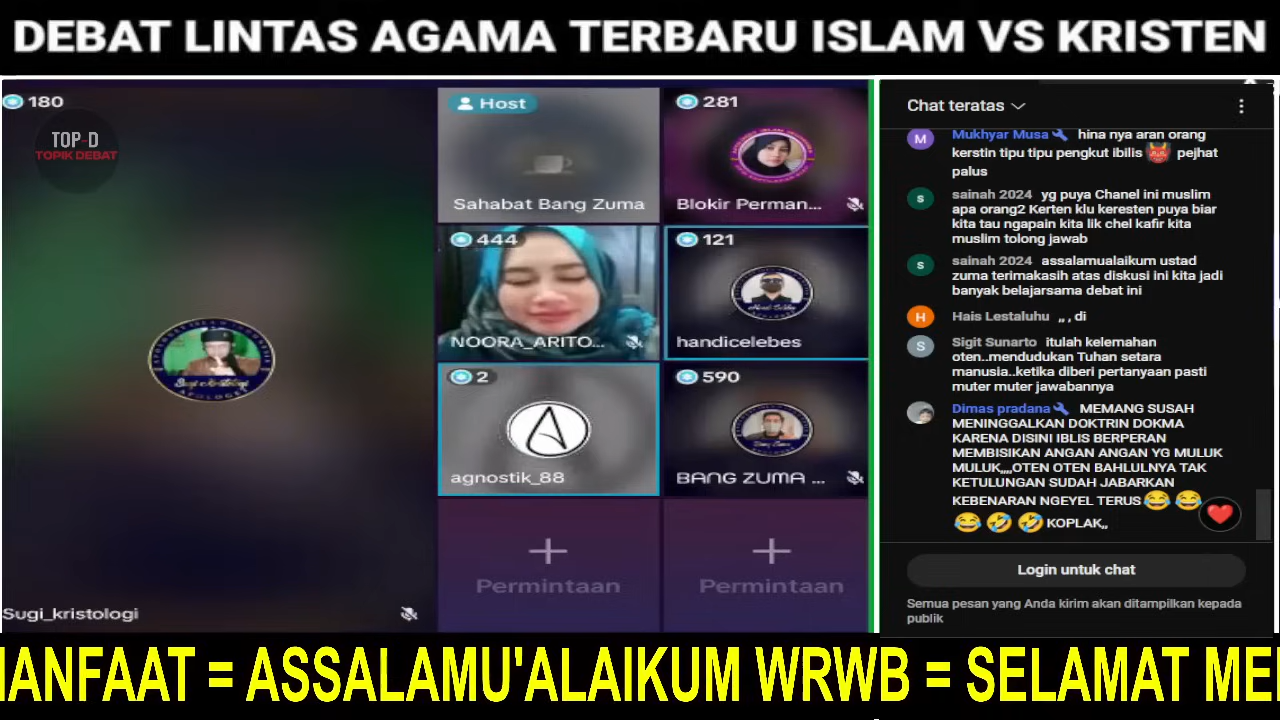 DEBAT LINTAS AGAMA TERBARU ISLAM VS KRISTEN
180
TOP-D
TOPIK DEBAT
Sugi_kristologi
Host
Sahabat Bang Zuma
281
Blokir Perman...
444
NOORA_ARITO...
121
handicelebes
2
agnostik_88
590
BANG ZUMA ...
Permintaan
Permintaan
Chat teratas
M
Mukhyar Musa hina nya aran orang
kerstin tipu tipu pengkut ibilis 👹 pejhat
palus
s
sainah 2024 yg puya Chanel ini muslim
apa orang2 Kerten klu keresten puya biar
kita tau ngapain kita lik chel kafir kita
muslim tolong jawab
s
sainah 2024 assalamualaikum ustad
zuma terimakasih atas diskusi ini kita jadi
banyak belajarsama debat ini
H
Hais Lestaluhu ,, , di
S
Sigit Sunarto itulah kelemahan
oten..mendudukan Tuhan setara
manusia..ketika diberi pertanyaan pasti
muter muter jawabannya
Dimas pradana MEMANG SUSAH
MENINGGALKAN DOKTRIN DOKMA
KARENA DISINI IBLIS BERPERAN
MEMBISIKAN ANGAN ANGAN YG MULUK
MULUK,,,,OTEN OTEN BAHLULNYA TAK
KETULUNGAN SUDAH JABARKAN
KEBENARAN NGEYEL TERUS 😂 😂
😂 🤣 🤣 KOPLAK,,
Login untuk chat
Semua pesan yang Anda kirim akan ditampilkan kepada
publik
MANFAAT = ASSALAMU'ALAIKUM WRWB = SELAMAT ME